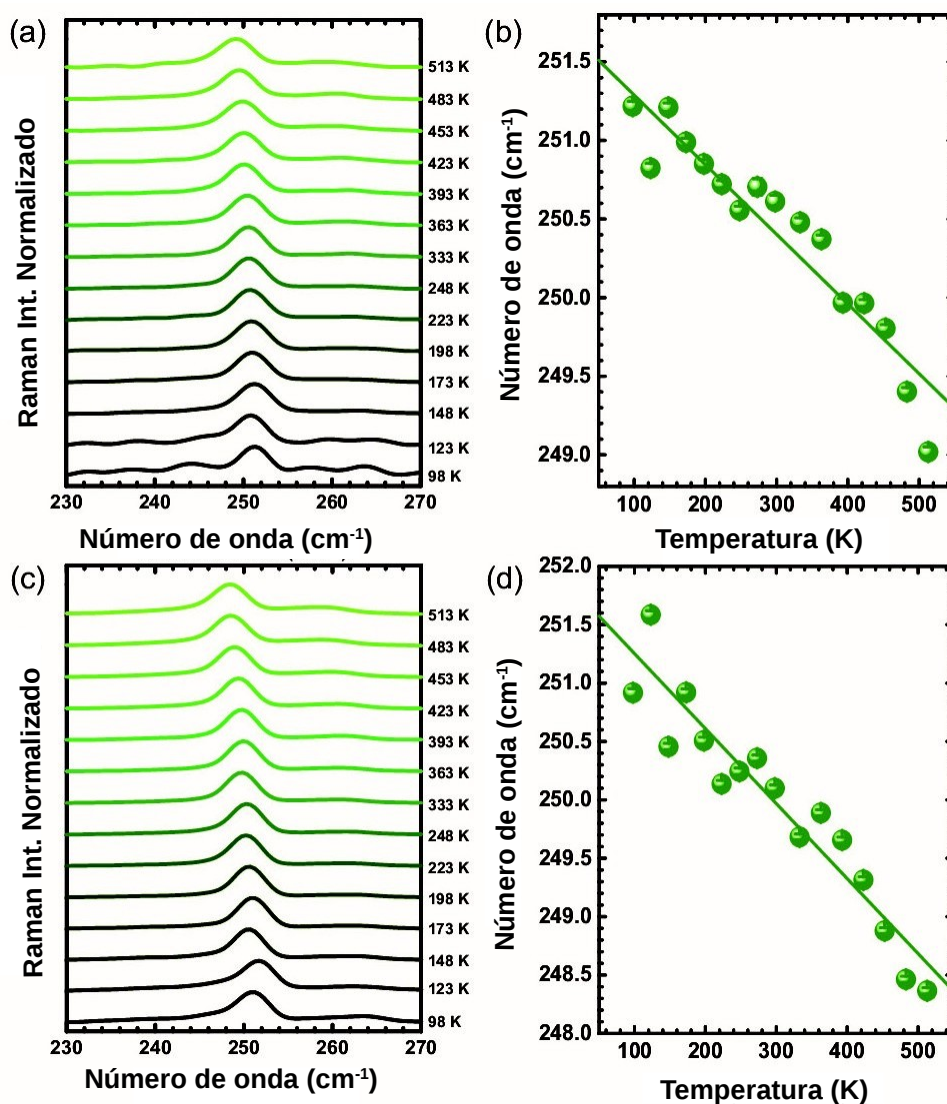 (a)
Raman Int. Normalizado
513 K
483 K
453 K
423 K
393 K
363 K
333 K
248 K
223 K
198 K
173 K
148 K
123 K
98 K
230 240 250 260 270
Número de onda (cm-1)
(b)
Número de onda (cm-1)
251.5
251.0
250.5
250.0
249.5
249.0
100 200 300 400 500
Temperatura (K)
(c)
Raman Int. Normalizado
513 K
483 K
453 K
423 K
393 K
363 K
333 K
248 K
223 K
198 K
173 K
148 K
123 K
98 K
230 240 250 260 270
Número de onda (cm-1)
(d)
Número de onda (cm-1)
252.0
251.5
251.0
250.5
250.0
249.5
249.0
248.5
248.0
100 200 300 400 500
Temperatura (K)